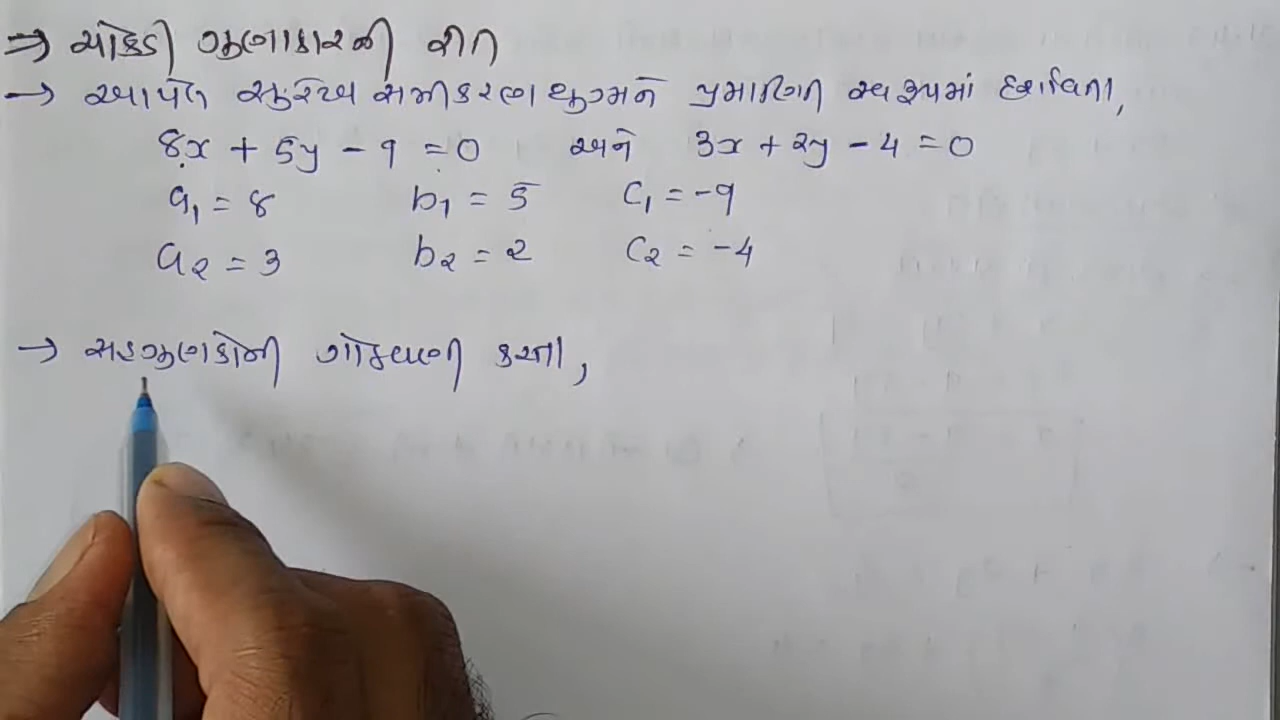 ⇒ ચોકડી ગુણાકારની રીત
→ આપેલ સુરેખ સમીકરણ યુગ્મને પ્રમાણિત સ્વરૂપમાં દર્શાવતા,
8x + 5y - 9 = 0 અને 3x + 2y - 4 = 0
a₁ = 8 b₁ = 5 c₁ = -9
a₂ = 3 b₂ = 2 c₂ = -4
→ સહગુણકોની ગોઠવણી કરતા,